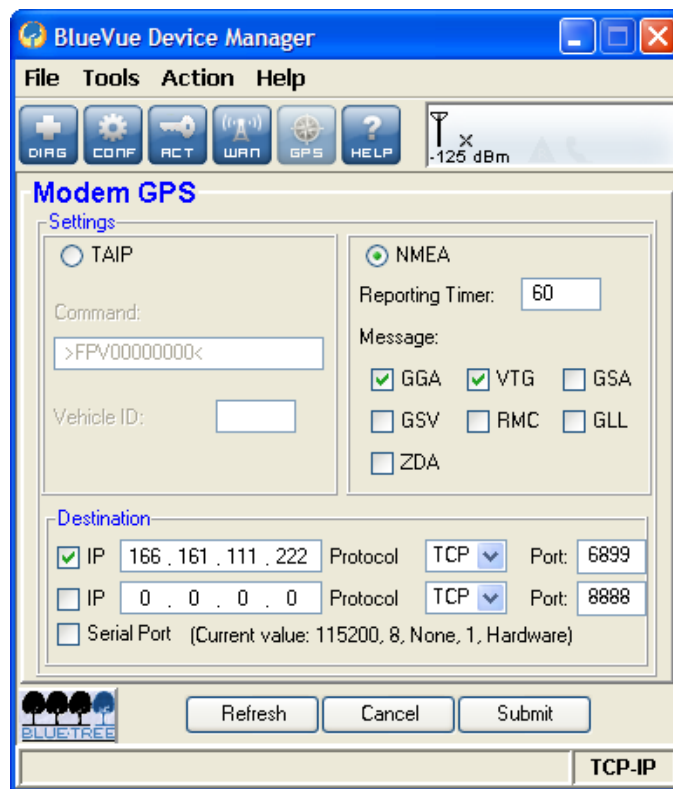 BlueVue Device Manager
File Tools Action Help
DIAG CONF ACT WAN GPS HELP
-125 dBm
Modem GPS
Settings
TAIP
Command:
>FPV00000000<
Vehicle ID:
NMEA
Reporting Timer: 60
Message:
GGA VTG GSA
GSV RMC GLL
ZDA
Destination
IP 166 . 161 . 111 . 222 Protocol TCP Port: 6899
IP 0 . 0 . 0 . 0 Protocol TCP Port: 8888
Serial Port (Current value: 115200, 8, None, 1, Hardware)
BLUE·TREE
Refresh Cancel Submit
TCP-IP